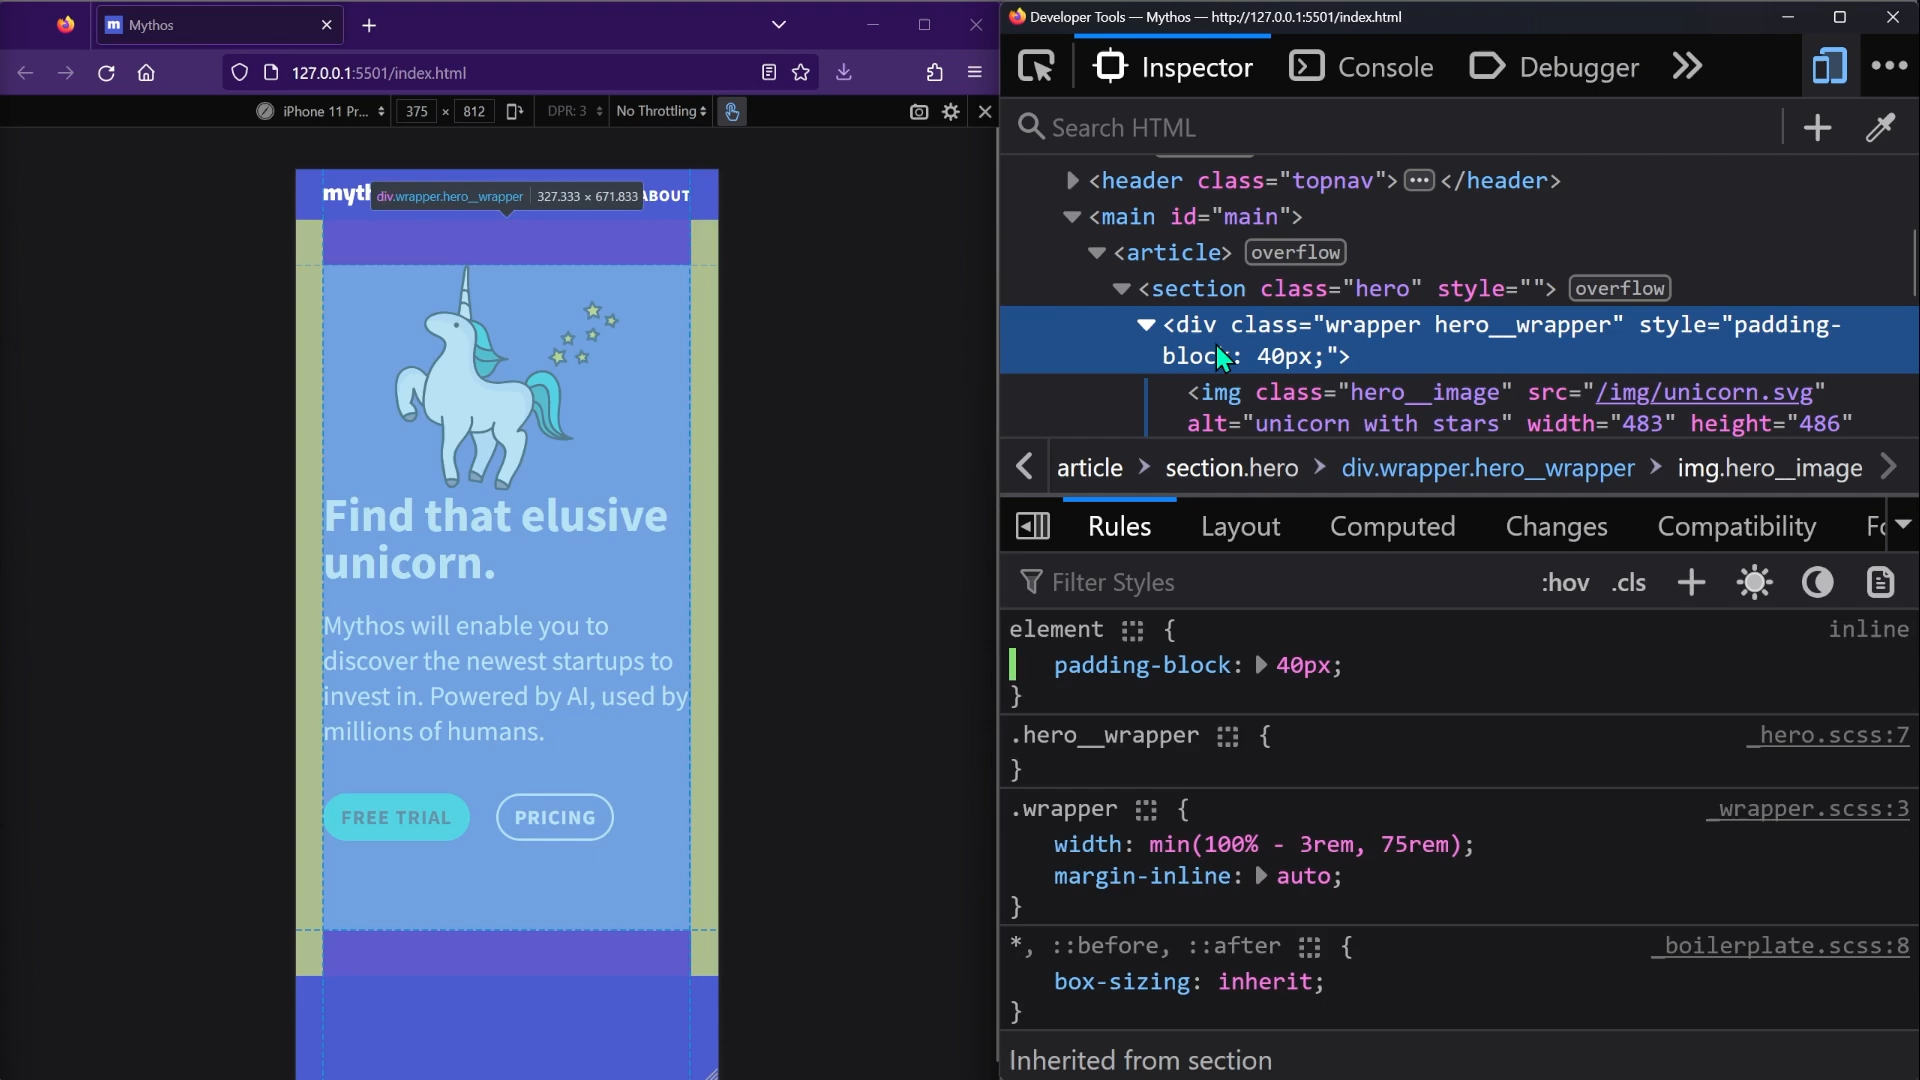 Mythos
127.0.0.1:5501/index.html
iPhone 11 Pr...
375 × 812
DPR: 3
No Throttling
myth
div.wrapper.hero__wrapper 327.333 × 671.833
ABOUT
Find that elusive
unicorn.
Mythos will enable you to
discover the newest startups to
invest in. Powered by AI, used by
millions of humans.
FREE TRIAL
PRICING
Developer Tools — Mythos — http://127.0.0.1:5501/index.html
Inspector
Console
Debugger
Search HTML
<header class="topnav"> ••• </header>
<main id="main">
<article> overflow
<section class="hero" style=""> overflow
<div class="wrapper hero__wrapper" style="padding-
block: 40px;">
<img class="hero__image" src="/img/unicorn.svg"
alt="unicorn with stars" width="483" height="486"
article section.hero div.wrapper.hero__wrapper img.hero__image
Rules
Layout
Computed
Changes
Compatibility
Filter Styles
:hov .cls
element { inline
padding-block: 40px;
}
.hero__wrapper { _hero.scss:7
}
.wrapper { _wrapper.scss:3
width: min(100% - 3rem, 75rem);
margin-inline: auto;
}
*, ::before, ::after { _boilerplate.scss:8
box-sizing: inherit;
}
Inherited from section